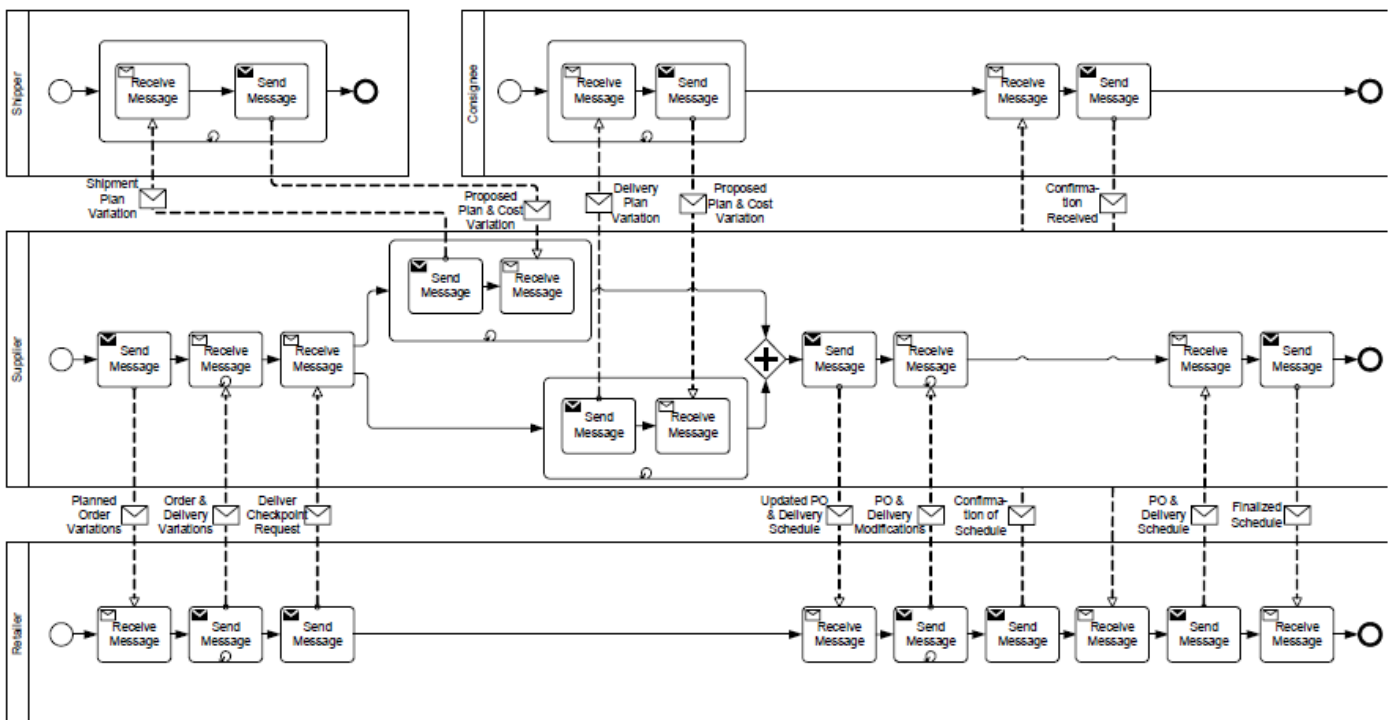 Shipper
Receive
Message
Send
Message
Consignee
Receive
Message
Send
Message
Receive
Message
Send
Message
Shipment
Plan
Variation
Proposed
Plan & Cost
Variation
Delivery
Plan
Variation
Proposed
Plan & Cost
Variation
Confirma-
tion
Received
Supplier
Send
Message
Receive
Message
Send
Message
Receive
Message
Receive
Message
Send
Message
Receive
Message
Send
Message
Receive
Message
Receive
Message
Send
Message
Planned
Order
Variations
Order &
Delivery
Variations
Deliver
Checkpoint
Request
Updated PO
& Delivery
Schedule
PO &
Delivery
Modifications
Confirma-
tion of
Schedule
PO &
Delivery
Schedule
Finalized
Schedule
Retailer
Receive
Message
Send
Message
Send
Message
Receive
Message
Send
Message
Send
Message
Receive
Message
Send
Message
Receive
Message